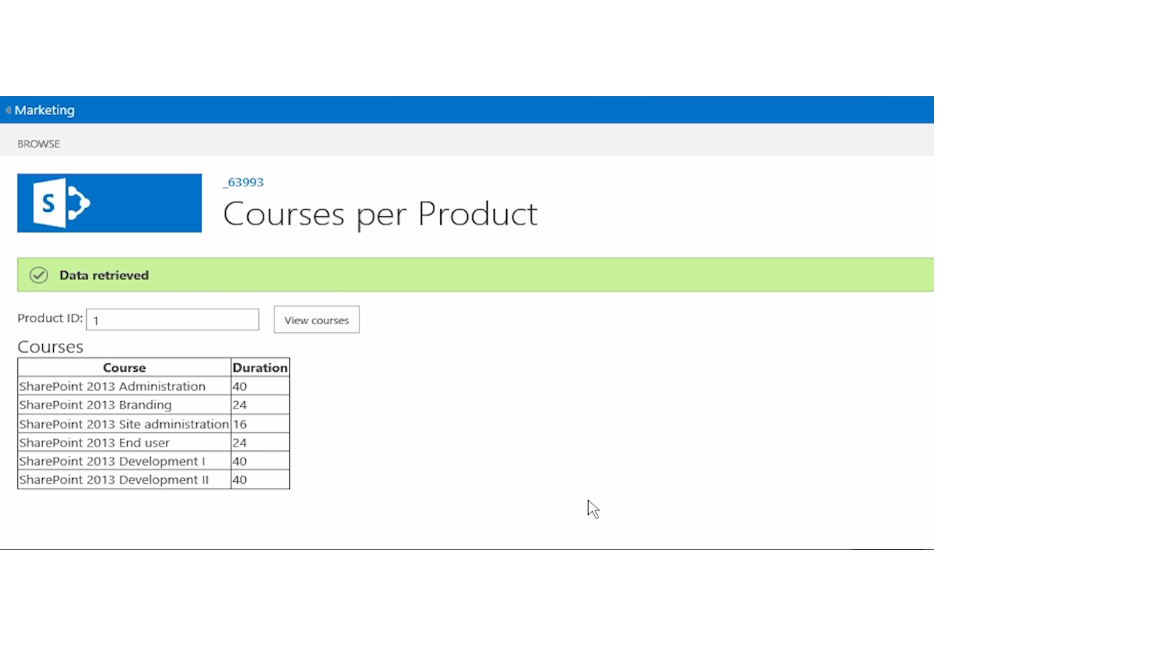 Marketing
BROWSE
S
_63993
Courses per Product
Data retrieved
Product ID: 1 View courses
Courses
Course Duration
SharePoint 2013 Administration 40
SharePoint 2013 Branding 24
SharePoint 2013 Site administration 16
SharePoint 2013 End user 24
SharePoint 2013 Development I 40
SharePoint 2013 Development II 40